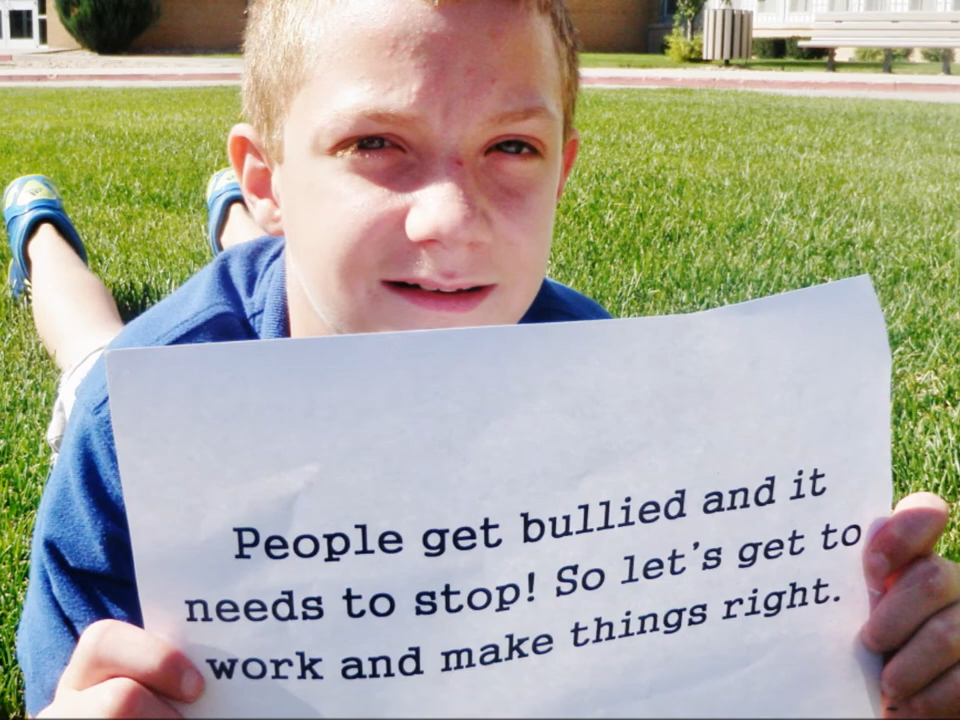 People get bullied and it
needs to stop! So let's get to
work and make things right.